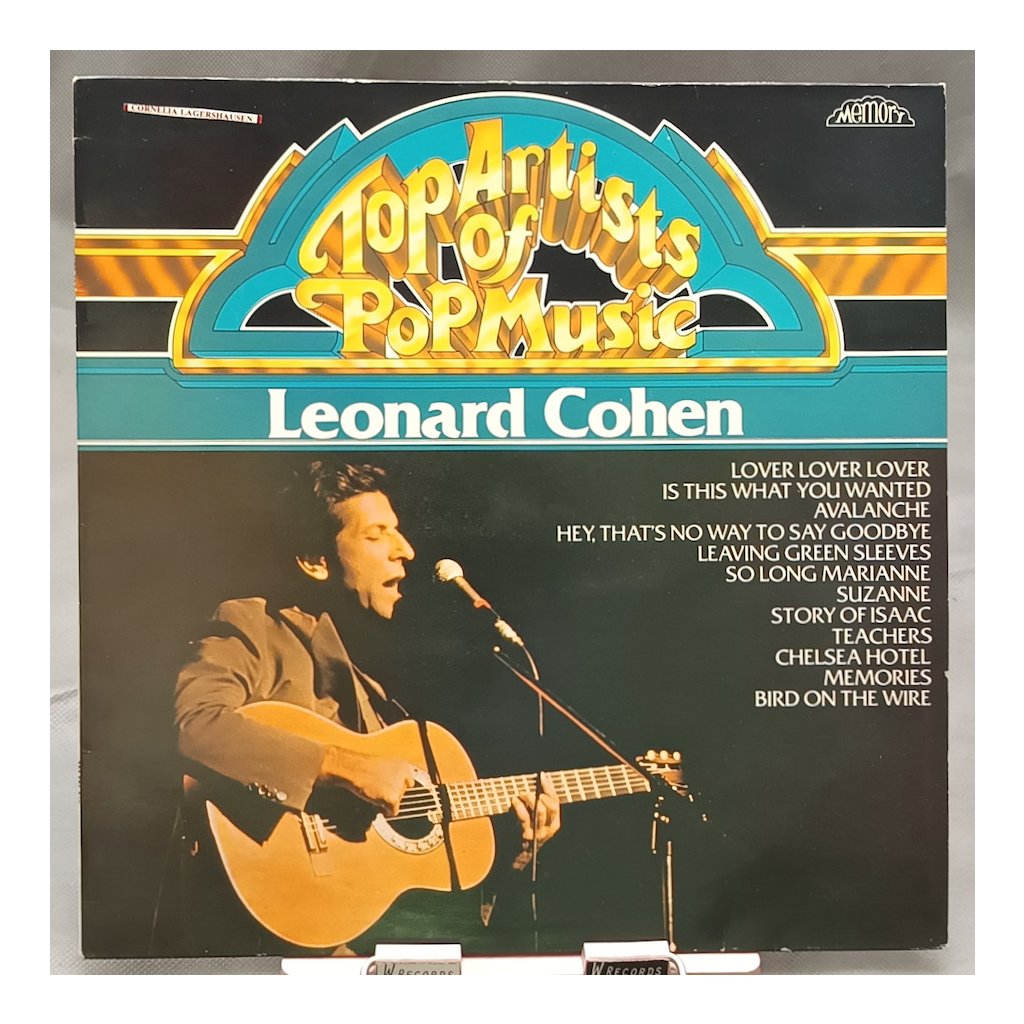 CORNELIA LAGERSHAUSEN
MEMORY
Top Artists
of
Pop Music
Leonard Cohen
LOVER LOVER LOVER
IS THIS WHAT YOU WANTED
AVALANCHE
HEY, THAT'S NO WAY TO SAY GOODBYE
LEAVING GREEN SLEEVES
SO LONG MARIANNE
SUZANNE
STORY OF ISAAC
TEACHERS
CHELSEA HOTEL
MEMORIES
BIRD ON THE WIRE
W RECORDS
W RECORDS